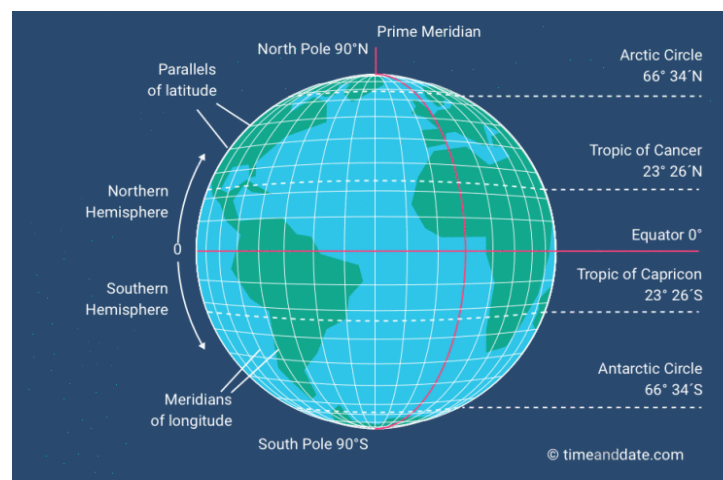 Prime Meridian
North Pole 90°N
Arctic Circle
66° 34´N
Parallels
of latitude
Tropic of Cancer
23° 26´N
Northern
Hemisphere
Equator 0°
0
Tropic of Capricon
23° 26´S
Southern
Hemisphere
Antarctic Circle
66° 34´S
Meridians
of longitude
South Pole 90°S
© timeanddate.com